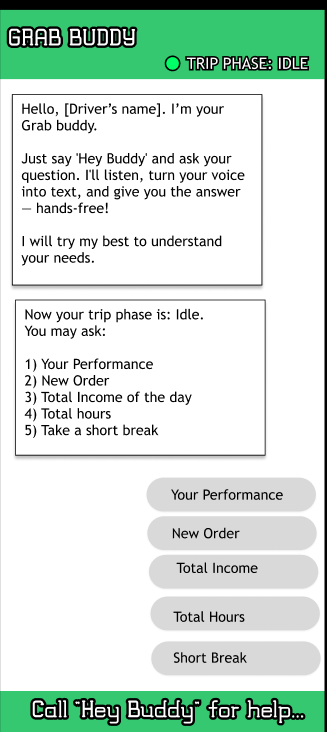 GRAB BUDDY
TRIP PHASE: IDLE
Hello, [Driver’s name]. I’m your
Grab buddy.
Just say 'Hey Buddy' and ask your
question. I'll listen, turn your voice
into text, and give you the answer
— hands-free!
I will try my best to understand
your needs.
Now your trip phase is: Idle.
You may ask:
1) Your Performance
2) New Order
3) Total Income of the day
4) Total hours
5) Take a short break
Your Performance
New Order
Total Income
Total Hours
Short Break
Call "Hey Buddy" for help...